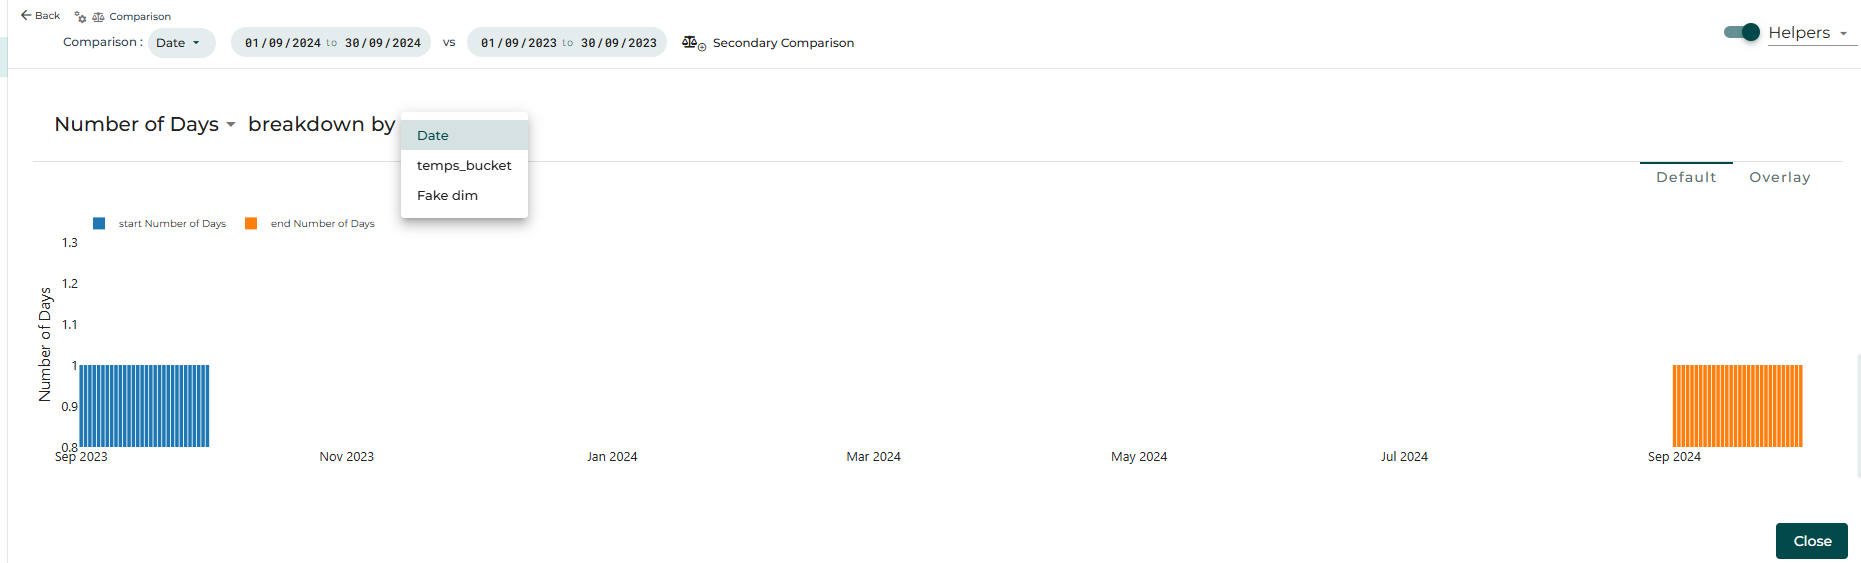 Back Comparison
Comparison : Date 01/09/2024 to 30/09/2024 vs 01/09/2023 to 30/09/2023 Secondary Comparison
Helpers
Number of Days breakdown by
Date
temps_bucket
Fake dim
Default Overlay
start Number of Days end Number of Days
Number of Days
1.3
1.2
1.1
1
0.9
0.8
Sep 2023 Nov 2023 Jan 2024 Mar 2024 May 2024 Jul 2024 Sep 2024
Close